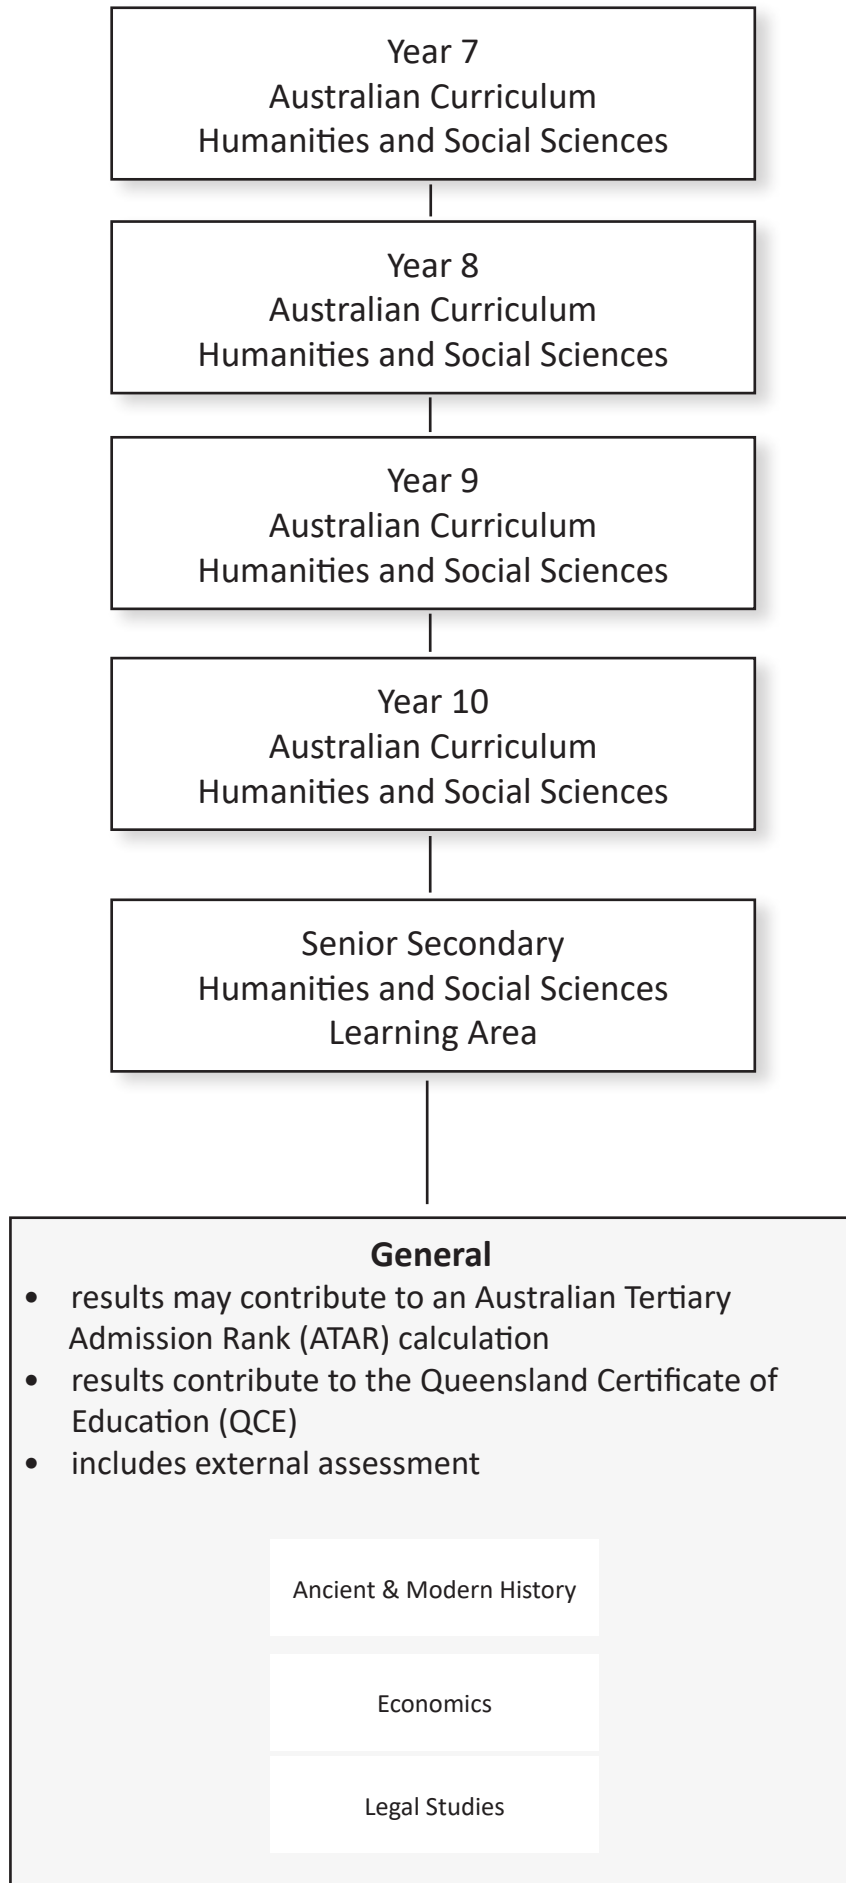 Year 7
Australian Curriculum
Humanities and Social Sciences
Year 8
Australian Curriculum
Humanities and Social Sciences
Year 9
Australian Curriculum
Humanities and Social Sciences
Year 10
Australian Curriculum
Humanities and Social Sciences
Senior Secondary
Humanities and Social Sciences
Learning Area
General
• results may contribute to an Australian Tertiary
Admission Rank (ATAR) calculation
• results contribute to the Queensland Certificate of
Education (QCE)
• includes external assessment
Ancient & Modern History
Economics
Legal Studies